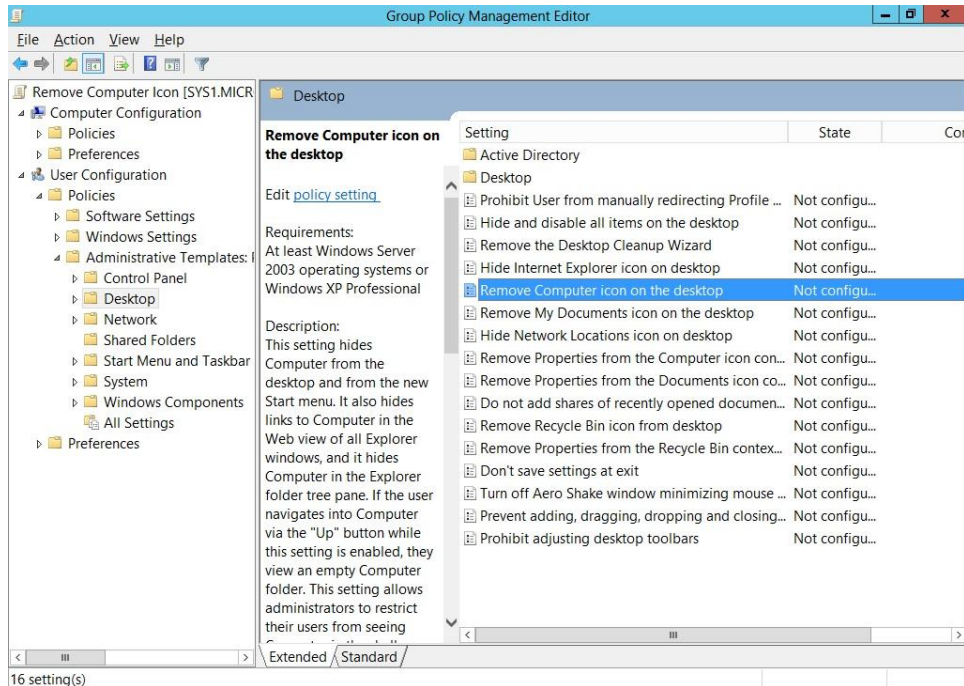 Group Policy Management Editor
File Action View Help
Remove Computer Icon [SYS1.MICR
Computer Configuration
Policies
Preferences
User Configuration
Policies
Software Settings
Windows Settings
Administrative Templates:
Control Panel
Desktop
Network
Shared Folders
Start Menu and Taskbar
System
Windows Components
All Settings
Preferences
Desktop
Remove Computer icon on
the desktop
Edit policy setting
Requirements:
At least Windows Server
2003 operating systems or
Windows XP Professional
Description:
This setting hides
Computer from the
desktop and from the new
Start menu. It also hides
links to Computer in the
Web view of all Explorer
windows, and it hides
Computer in the Explorer
folder tree pane. If the user
navigates into Computer
via the "Up" button while
this setting is enabled, they
view an empty Computer
folder. This setting allows
administrators to restrict
their users from seeing
Setting State Co
Active Directory
Desktop
Prohibit User from manually redirecting Profile ... Not configu...
Hide and disable all items on the desktop Not configu...
Remove the Desktop Cleanup Wizard Not configu...
Hide Internet Explorer icon on desktop Not configu...
Remove Computer icon on the desktop Not configu...
Remove My Documents icon on the desktop Not configu...
Hide Network Locations icon on desktop Not configu...
Remove Properties from the Computer icon con... Not configu...
Remove Properties from the Documents icon co... Not configu...
Do not add shares of recently opened documen... Not configu...
Remove Recycle Bin icon from desktop Not configu...
Remove Properties from the Recycle Bin contex... Not configu...
Don't save settings at exit Not configu...
Turn off Aero Shake window minimizing mouse ... Not configu...
Prevent adding, dragging, dropping and closing... Not configu...
Prohibit adjusting desktop toolbars Not configu...
Extended Standard
16 setting(s)